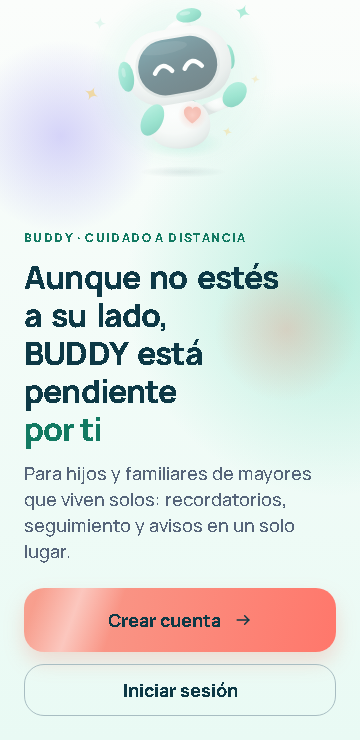 BUDDY · CUIDADO A DISTANCIA
Aunque no estés
a su lado,
BUDDY está
pendiente
por ti
Para hijos y familiares de mayores
que viven solos: recordatorios,
seguimiento y avisos en un solo
lugar.
Crear cuenta →
Iniciar sesión